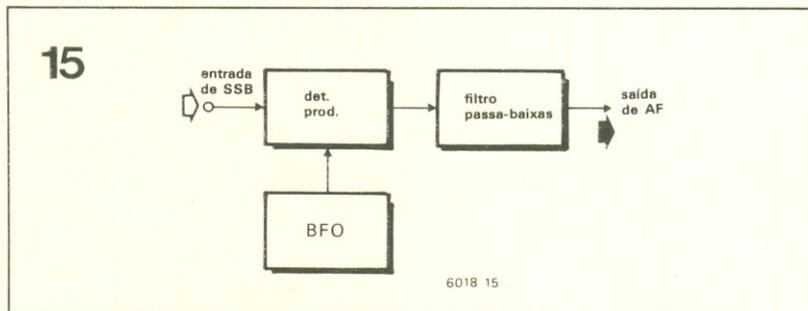 15
entrada
de SSB
det.
prod.
filtro
passa-baixas
saída
de AF
BFO
6018 15